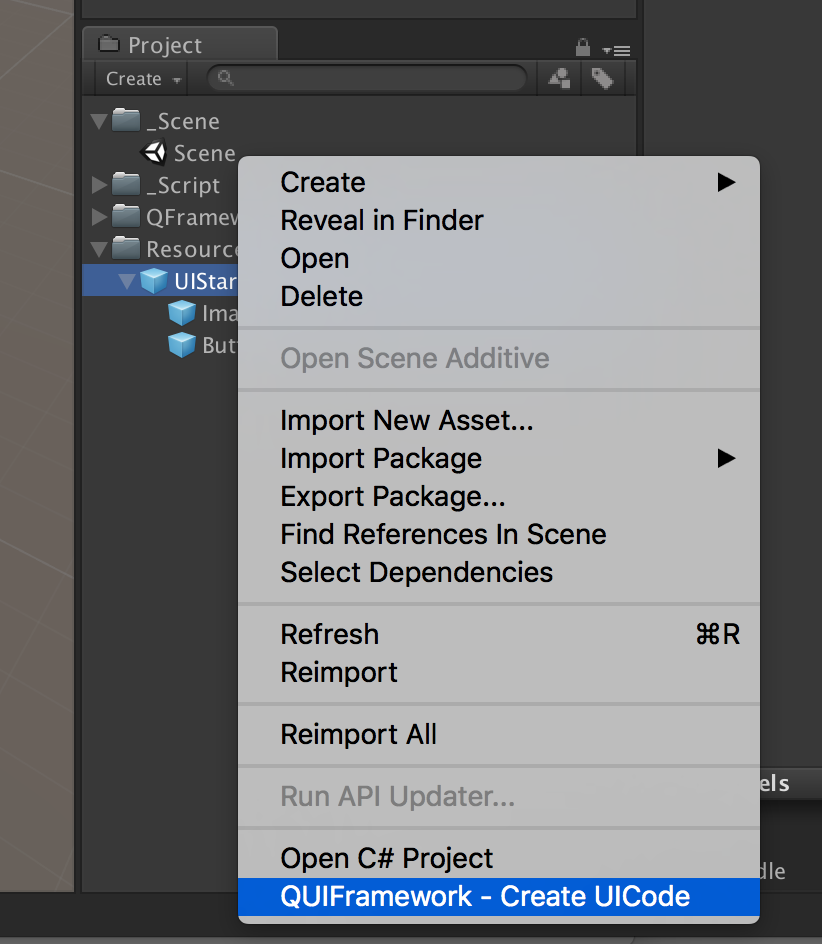 Project
Create
_Scene
Scene
_Script
QFramew
Resource
UIStar
Ima
But
Create
Reveal in Finder
Open
Delete
Open Scene Additive
Import New Asset...
Import Package
Export Package...
Find References In Scene
Select Dependencies
Refresh ⌘R
Reimport
Reimport All
Run API Updater...
Open C# Project
QUIFramework - Create UICode
els
dle